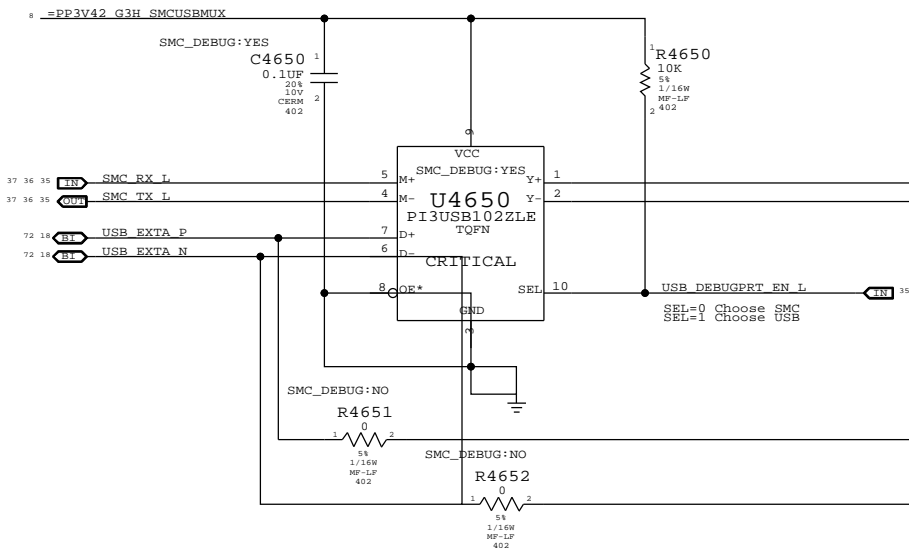 8 =PP3V42_G3H_SMCUSBMUX
SMC_DEBUG:YES
C4650
0.1UF
20%
10V
CERM
402
1
2
1
R4650
10K
5%
1/16W
MF-LF
402
2
9
VCC
SMC_DEBUG:YES
U4650
PI3USB102ZLE
TQFN
CRITICAL
37 36 35 IN SMC_RX_L 5 M+ Y+ 1
37 36 35 OUT SMC_TX_L 4 M- Y- 2
72 18 BI USB_EXTA_P 7 D+
72 18 BI USB_EXTA_N 6 D-
8 OE* SEL 10 USB_DEBUGPRT_EN_L IN 35
GND
3
SEL=0 Choose SMC
SEL=1 Choose USB
SMC_DEBUG:NO
R4651
1 0 2
5%
1/16W
MF-LF
402
SMC_DEBUG:NO
R4652
1 0 2
5%
1/16W
MF-LF
402